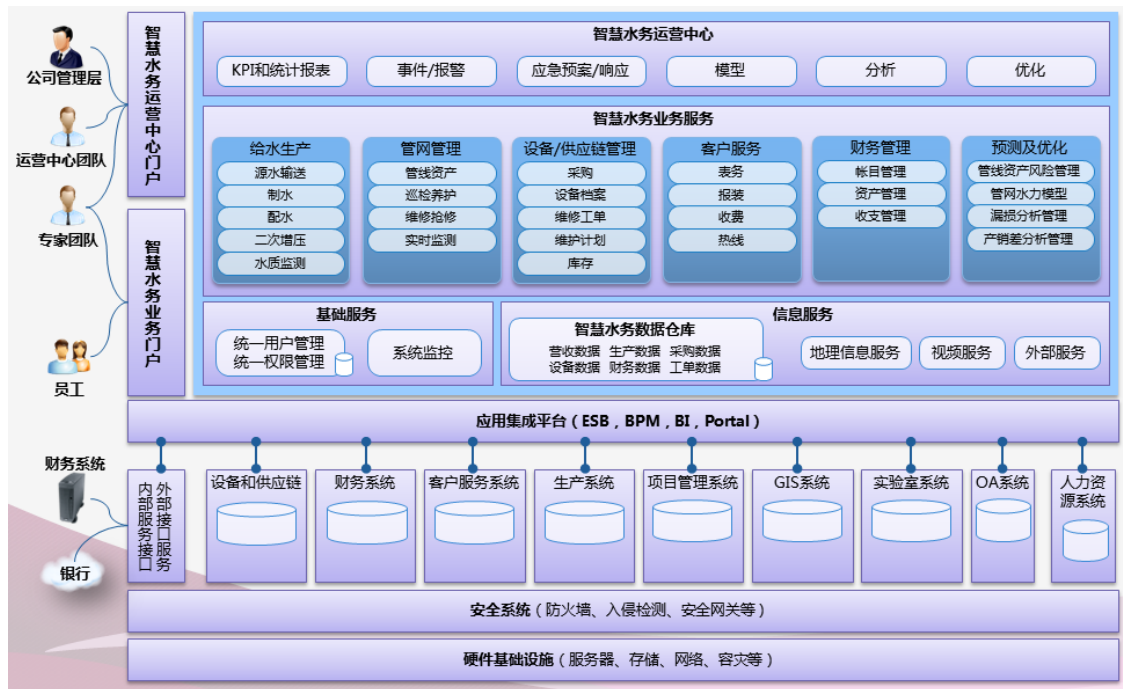 公司管理层
运营中心团队
专家团队
员工
智慧水务运营中心门户
智慧水务业务门户
智慧水务运营中心
KPI和统计报表
事件/报警
应急预案/响应
模型
分析
优化
智慧水务业务服务
给水生产
源水输送
制水
配水
二次增压
水质监测
管网管理
管线资产
巡检养护
维修抢修
实时监测
设备/供应链管理
采购
设备档案
维修工单
维护计划
库存
客户服务
表务
报装
收费
热线
财务管理
帐目管理
资产管理
收支管理
预测及优化
管线资产风险管理
管网水力模型
漏损分析管理
产销差分析管理
基础服务
统一用户管理
统一权限管理
系统监控
信息服务
智慧水务数据仓库
营收数据 生产数据 采购数据
设备数据 财务数据 工单数据
地理信息服务
视频服务
外部服务
应用集成平台（ESB，BPM，BI，Portal）
财务系统
银行
外部接口服务
内部服务接口
设备和供应链
财务系统
客户服务系统
生产系统
项目管理系统
GIS系统
实验室系统
OA系统
人力资
源系统
安全系统（防火墙、入侵检测、安全网关等）
硬件基础设施（服务器、存储、网络、容灾等）